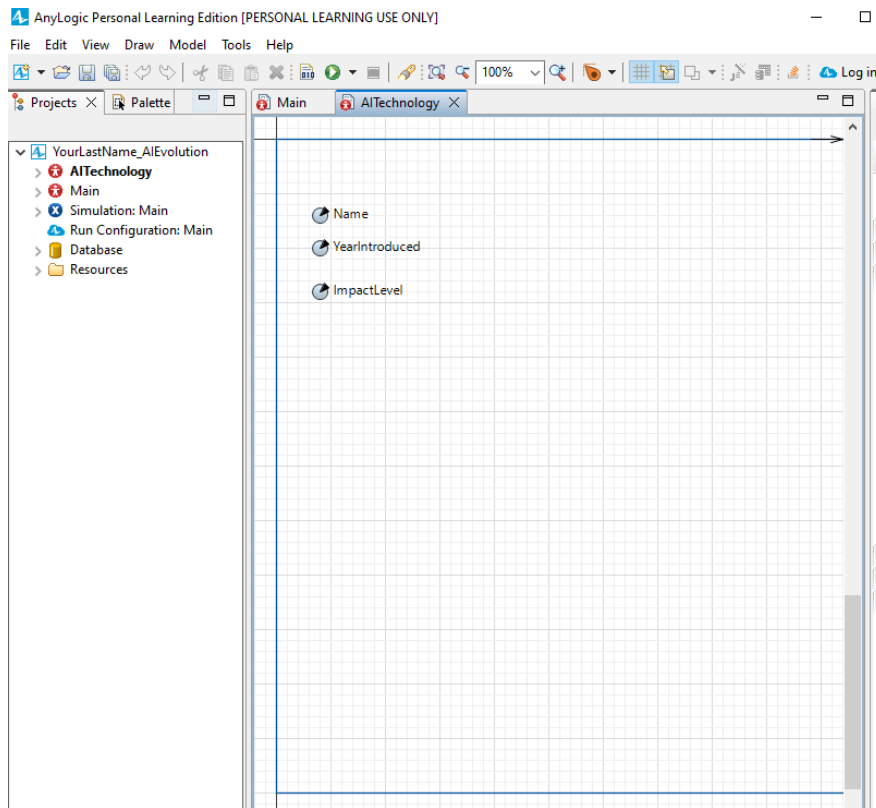 AnyLogic Personal Learning Edition [PERSONAL LEARNING USE ONLY]
File Edit View Draw Model Tools Help
100% Log in
Projects Palette Main AITechnology
YourLastName_AIEvolution
AITechnology
Main
Simulation: Main
Run Configuration: Main
Database
Resources
Name
YearIntroduced
ImpactLevel